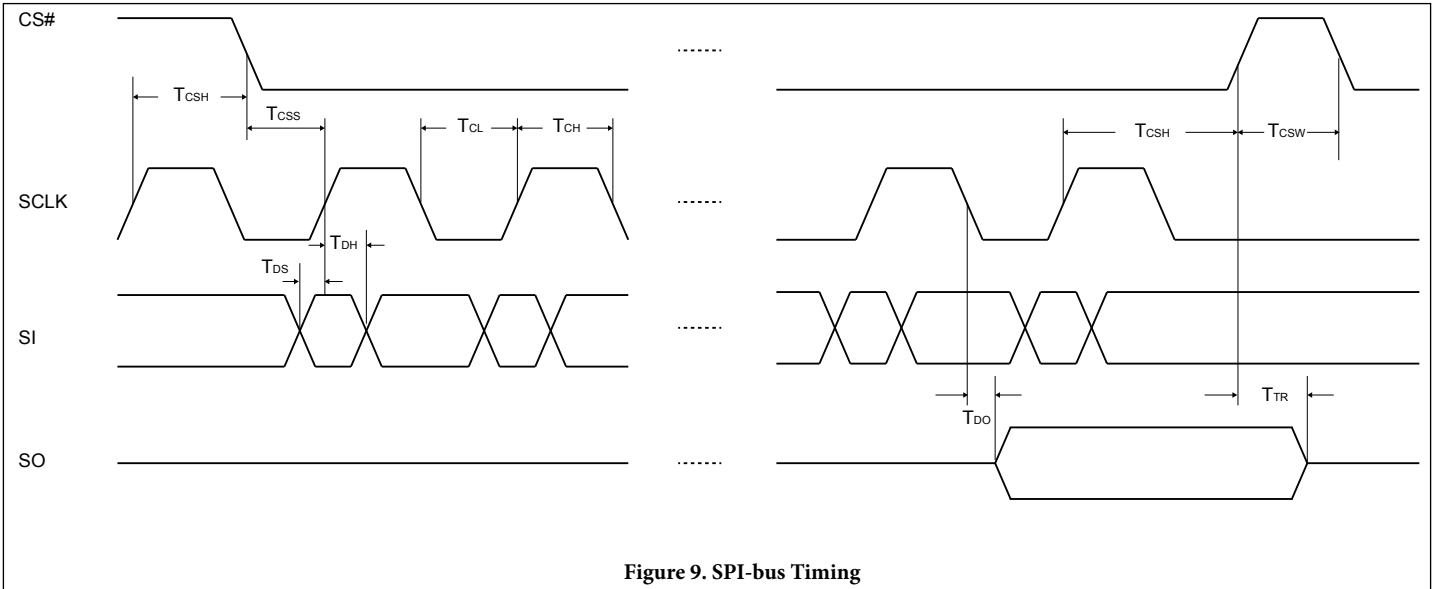 CS#
TCSH
TCSS
TCL
TCH
TCSH
TCSW
SCLK
TDH
TDS
SI
TDO
TTR
SO
Figure 9. SPI-bus Timing